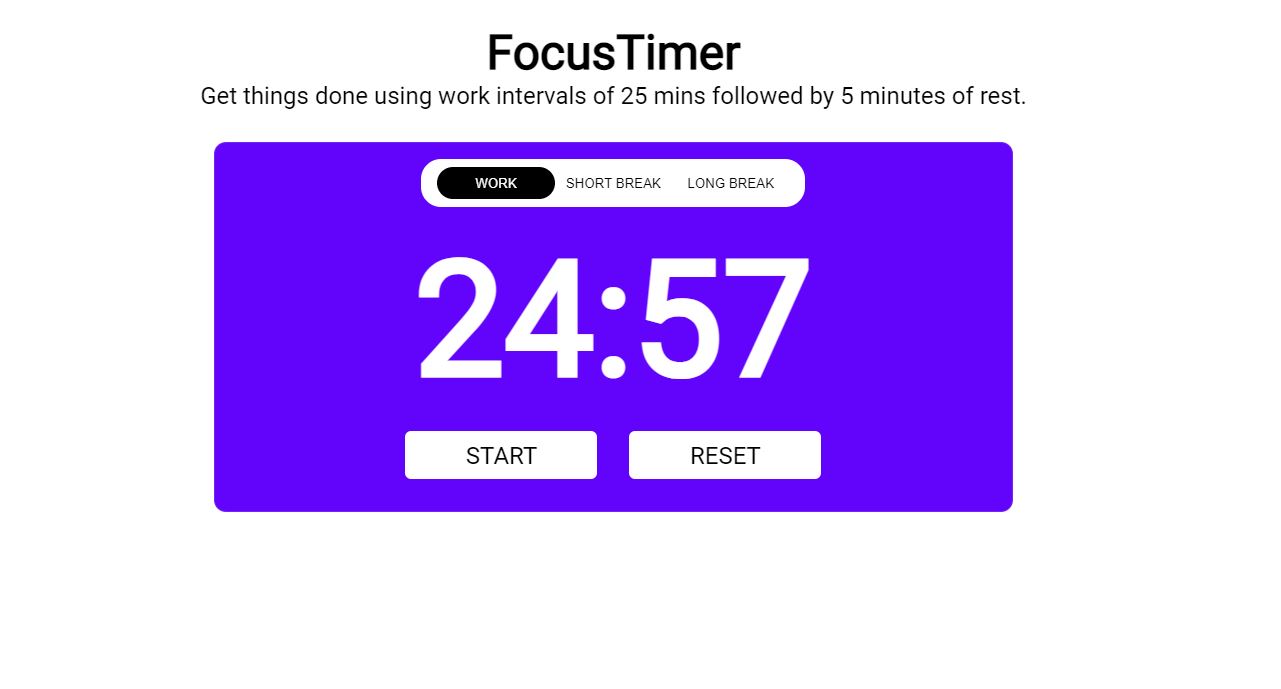 FocusTimer
Get things done using work intervals of 25 mins followed by 5 minutes of rest.
WORK SHORT BREAK LONG BREAK
24:57
START RESET